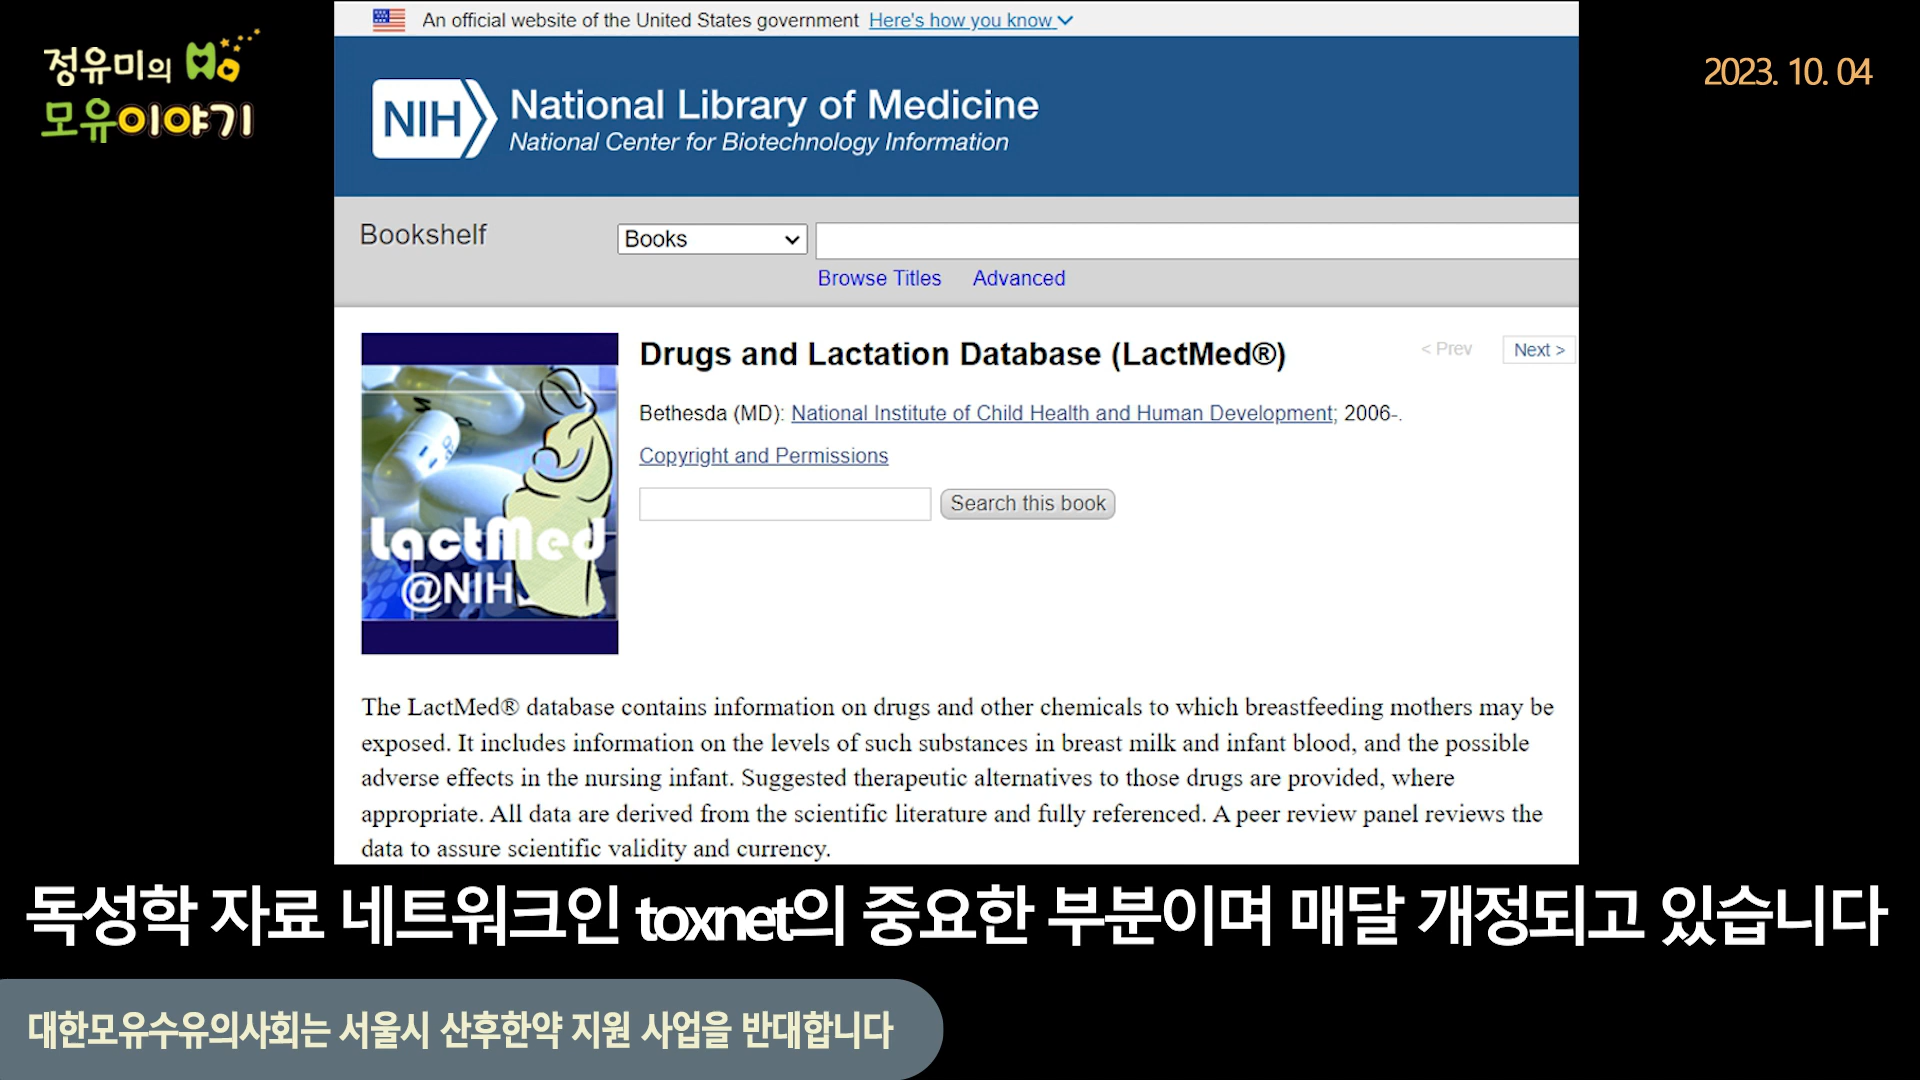 정유미의
모유이야기
2023. 10. 04
An official website of the United States government Here's how you know
NIH National Library of Medicine
National Center for Biotechnology Information
Bookshelf
Books
Browse Titles Advanced
LactMed
@NIH
Drugs and Lactation Database (LactMed®)
< Prev Next >
Bethesda (MD): National Institute of Child Health and Human Development; 2006-.
Copyright and Permissions
Search this book
The LactMed® database contains information on drugs and other chemicals to which breastfeeding mothers may be
exposed. It includes information on the levels of such substances in breast milk and infant blood, and the possible
adverse effects in the nursing infant. Suggested therapeutic alternatives to those drugs are provided, where
appropriate. All data are derived from the scientific literature and fully referenced. A peer review panel reviews the
data to assure scientific validity and currency.
독성학 자료 네트워크인 toxnet의 중요한 부분이며 매달 개정되고 있습니다
대한모유수유의사회는 서울시 산후한약 지원 사업을 반대합니다